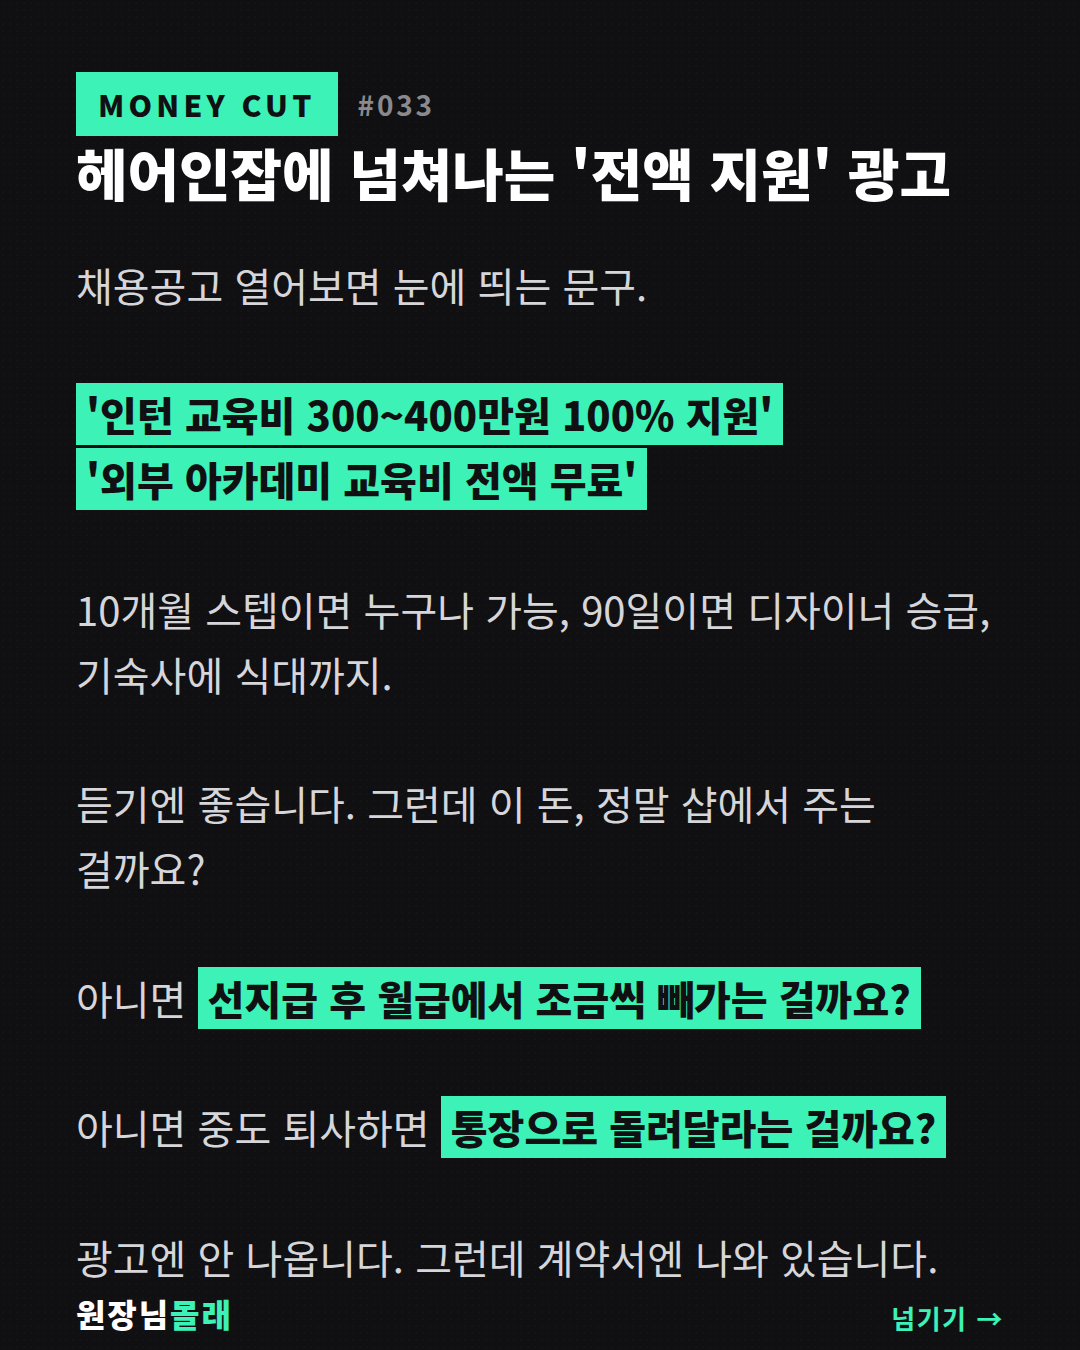 MONEY CUT #033
헤어인잡에 넘쳐나는 '전액 지원' 광고
채용공고 열어보면 눈에 띄는 문구.
'인턴 교육비 300~400만원 100% 지원'
'외부 아카데미 교육비 전액 무료'
10개월 스텝이면 누구나 가능, 90일이면 디자이너 승급,
기숙사에 식대까지.
듣기엔 좋습니다. 그런데 이 돈, 정말 샵에서 주는
걸까요?
아니면 선지급 후 월급에서 조금씩 빼가는 걸까요?
아니면 중도 퇴사하면 통장으로 돌려달라는 걸까요?
광고엔 안 나옵니다. 그런데 계약서엔 나와 있습니다.
원장님몰래
넘기기 →